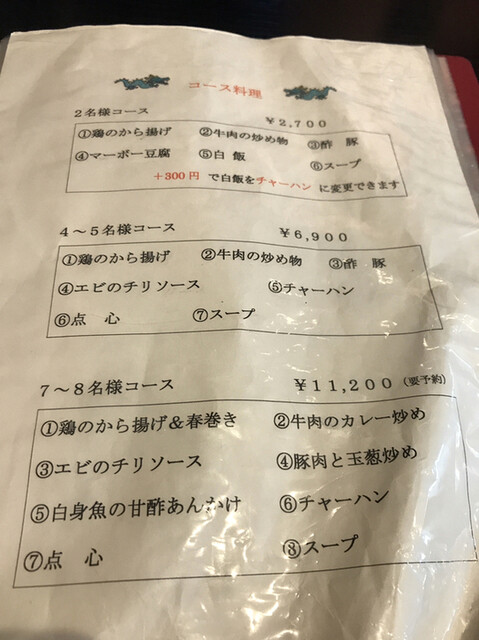 コース料理
2名様コース ￥2,700
①鶏のから揚げ ②牛肉の炒め物 ③酢 豚
④マーボー豆腐 ⑤白 飯 ⑥スープ
＋300円 で白飯をチャーハン に変更できます
4～5名様コース ￥6,900
①鶏のから揚げ ②牛肉の炒め物 ③酢 豚
④エビのチリソース ⑤チャーハン
⑥点 心 ⑦スープ
7～8名様コース ￥11,200（要予約）
①鶏のから揚げ＆春巻き ②牛肉のカレー炒め
③エビのチリソース ④豚肉と玉葱炒め
⑤白身魚の甘酢あんかけ ⑥チャーハン
⑦点 心 ⑧スープ